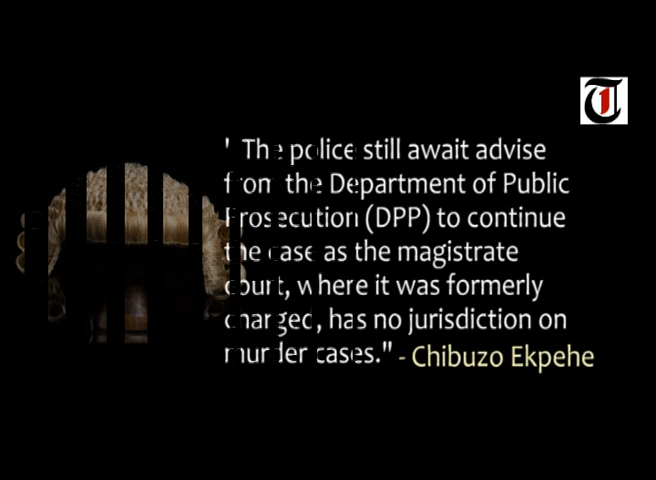 ' The police still await advise
from the Department of Public
Prosecution (DPP) to continue
the case as the magistrate
court, where it was formerly
charged, has no jurisdiction on
murder cases." - Chibuzo Ekpehe
T